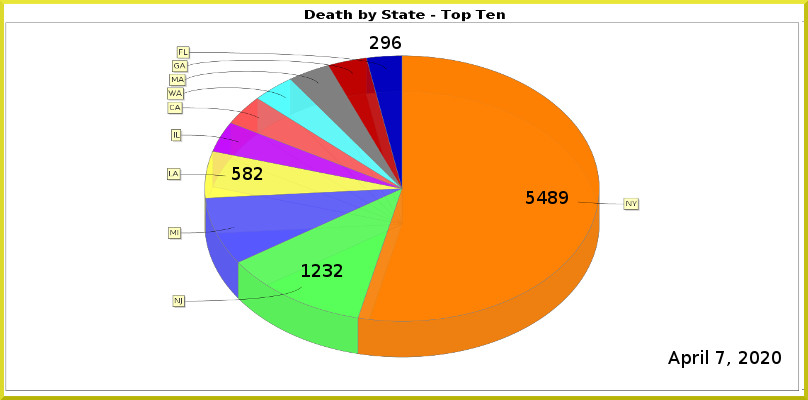 Death by State - Top Ten
296
FL
GA
MA
WA
CA
IL
LA
582
5489
NY
MI
1232
NJ
April 7, 2020